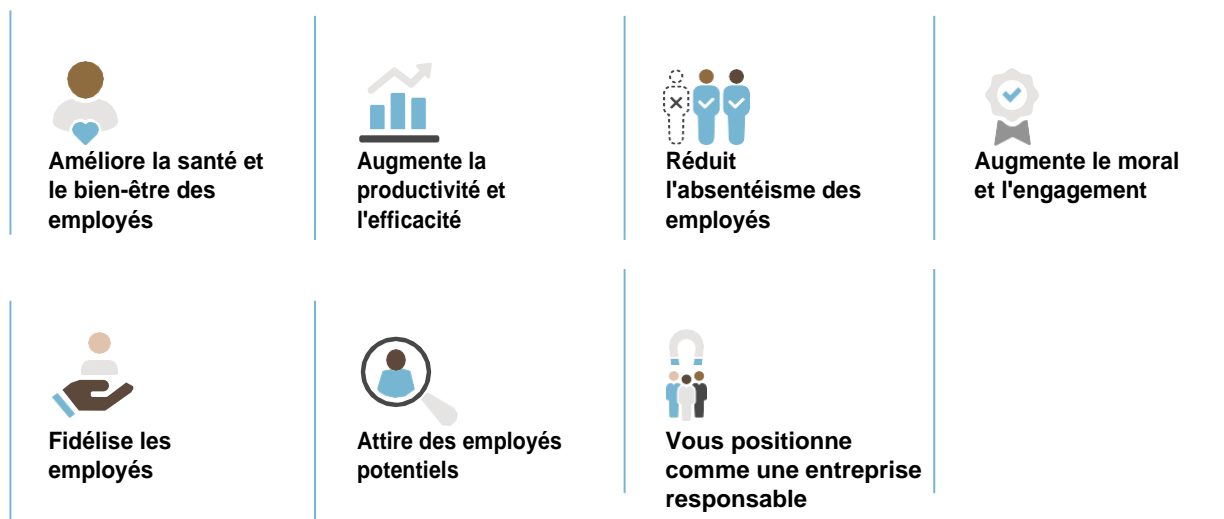 Améliore la santé et
le bien-être des
employés
Augmente la
productivité et
l'efficacité
Réduit
l'absentéisme des
employés
Augmente le moral
et l'engagement
Fidélise les
employés
Attire des employés
potentiels
Vous positionne
comme une entreprise
responsable